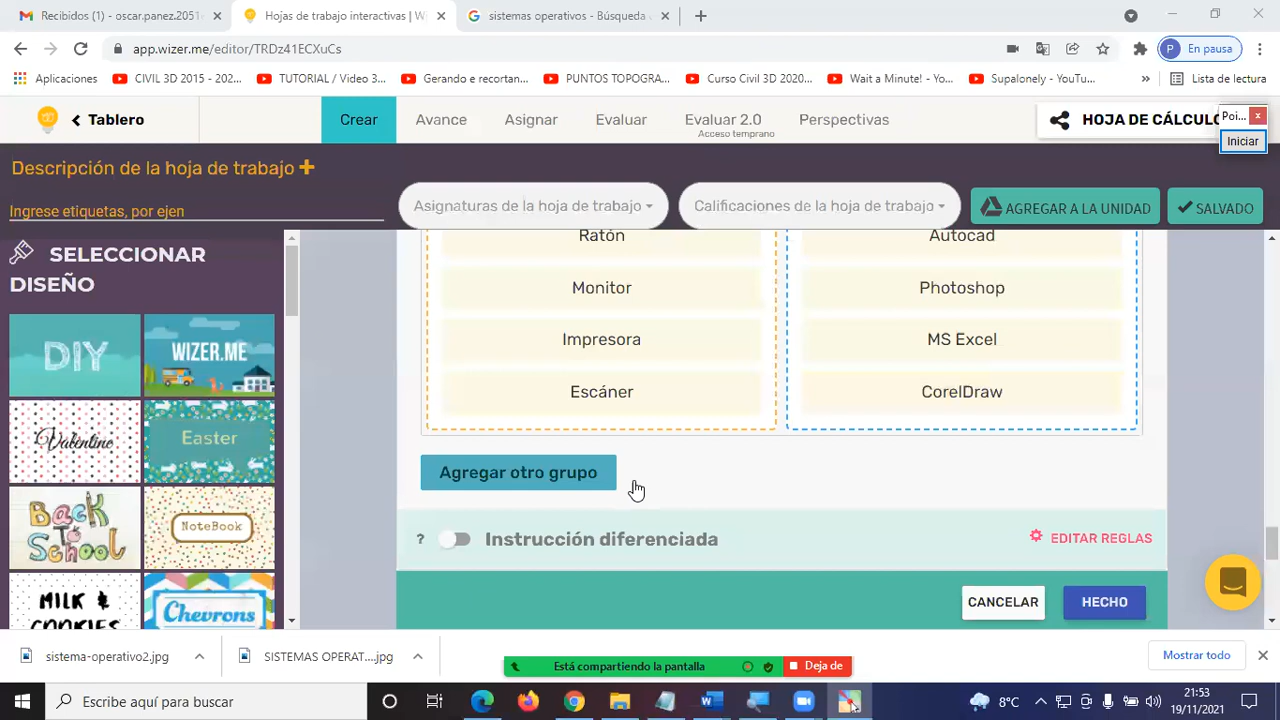 Recibidos (1) - oscar.panez.2051
Hojas de trabajo interactivas | Wi
sistemas operativos - Búsqueda
app.wizer.me/editor/TRDz41ECXuCs
En pausa
Aplicaciones
CIVIL 3D 2015 - 202...
TUTORIAL / Video 3...
Gerando e recortan...
PUNTOS TOPOGRA...
Curso Civil 3D 2020...
Wait a Minute! - Yo...
Supalonely - YouTu...
»
Lista de lectura
Tablero
Crear
Avance
Asignar
Evaluar
Evaluar 2.0
Acceso temprano
Perspectivas
HOJA DE CÁLCULO
Poi...
Iniciar
Descripción de la hoja de trabajo +
Ingrese etiquetas, por ejen
Asignaturas de la hoja de trabajo
Calificaciones de la hoja de trabajo
AGREGAR A LA UNIDAD
SALVADO
SELECCIONAR
DISEÑO
DIY
WIZER.ME
Valentine
Easter
Back
To
School
NoteBook
MILK &
COOKIES
Chevrons
Ratón
Autocad
Monitor
Photoshop
Impresora
MS Excel
Escáner
CorelDraw
Agregar otro grupo
? Instrucción diferenciada
EDITAR REGLAS
CANCELAR
HECHO
sistema-operativo2.jpg
SISTEMAS OPERAT....jpg
Mostrar todo
Está compartiendo la pantalla
Deja de
Escribe aquí para buscar
8°C
21:53
19/11/2021